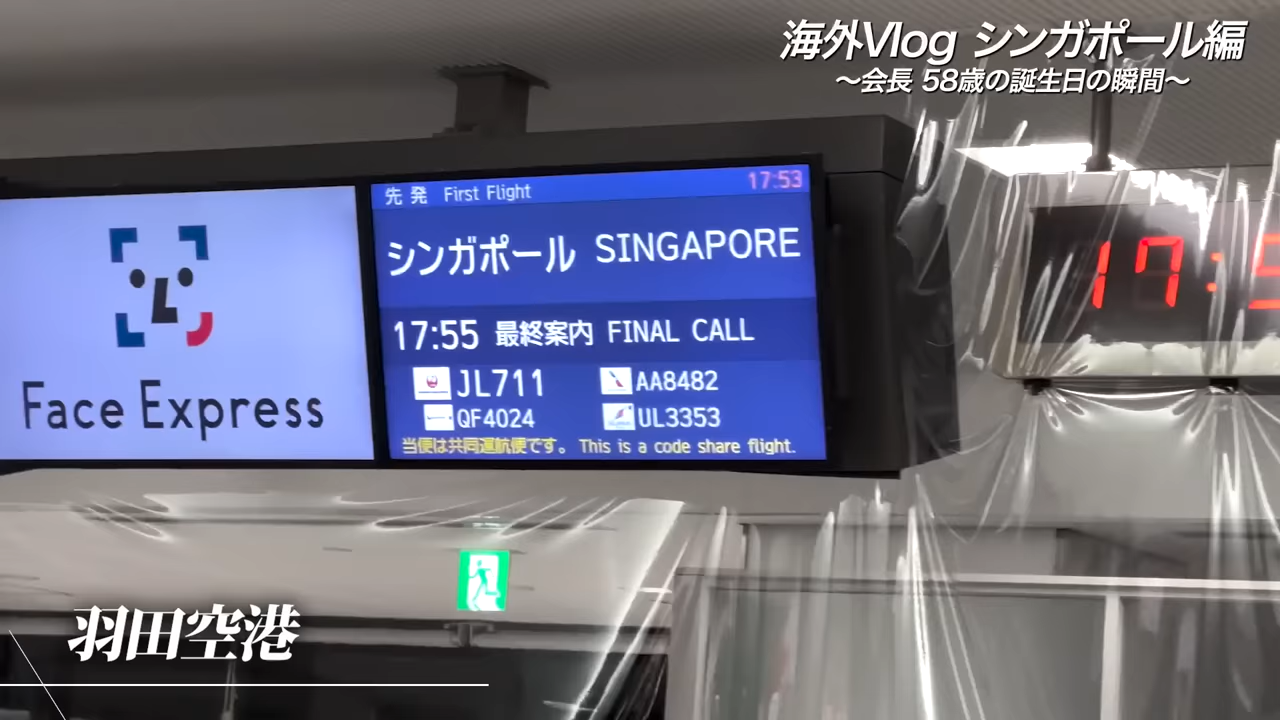 海外Vlog シンガポール編
〜会長 58歳の誕生日の瞬間〜
先発 First Flight 17:53
シンガポール SINGAPORE
17:55 最終案内 FINAL CALL
JL711 AA8482
QF4024 UL3353
当便は共同運航便です。 This is a code share flight.
Face Express
17:5
羽田空港